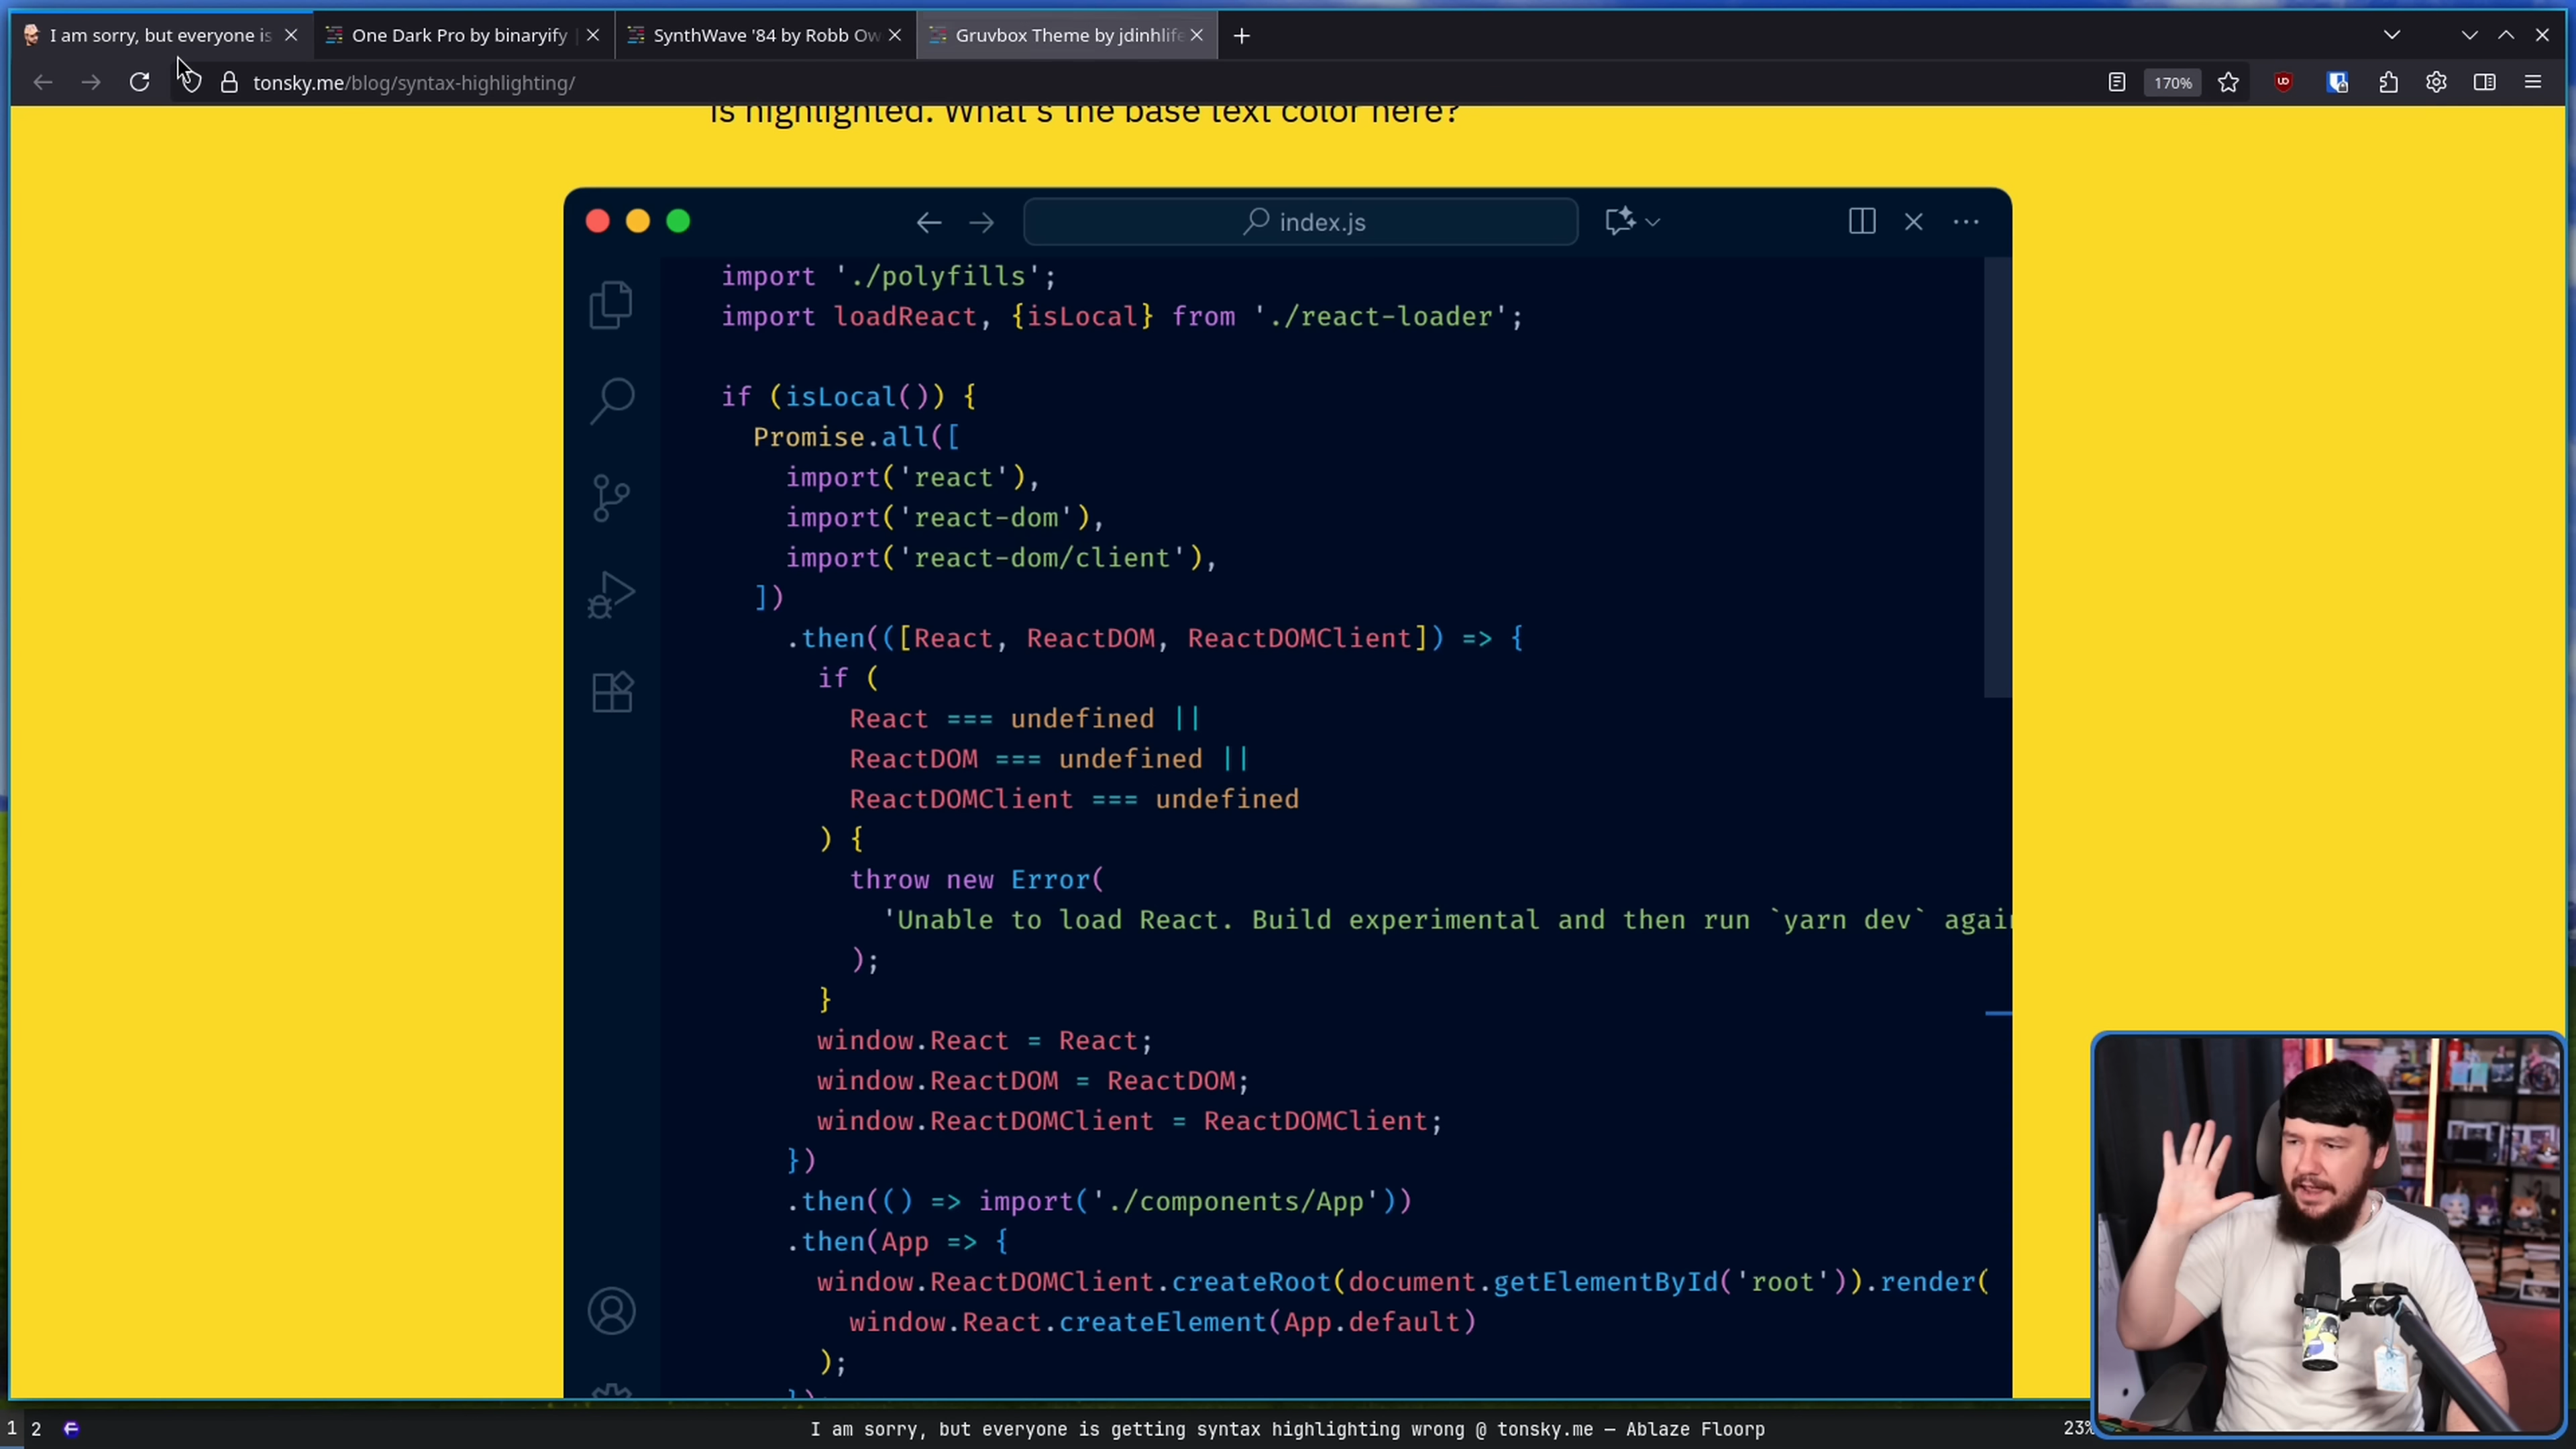 I am sorry, but everyone is
One Dark Pro by binaryify
SynthWave '84 by Robb Ow
Gruvbox Theme by jdinhlife
tonsky.me/blog/syntax-highlighting/
170%
is highlighted. What's the base text color here?
index.js
import './polyfills';
import loadReact, {isLocal} from './react-loader';
if (isLocal()) {
Promise.all([
import('react'),
import('react-dom'),
import('react-dom/client'),
])
.then(([React, ReactDOM, ReactDOMClient]) => {
if (
React === undefined ||
ReactDOM === undefined ||
ReactDOMClient === undefined
) {
throw new Error(
'Unable to load React. Build experimental and then run `yarn dev` again
);
}
window.React = React;
window.ReactDOM = ReactDOM;
window.ReactDOMClient = ReactDOMClient;
})
.then(() => import('./components/App'))
.then(App => {
window.ReactDOMClient.createRoot(document.getElementById('root')).render(
window.React.createElement(App.default)
);
})
1 2
I am sorry, but everyone is getting syntax highlighting wrong @ tonsky.me — Ablaze Floorp
23%